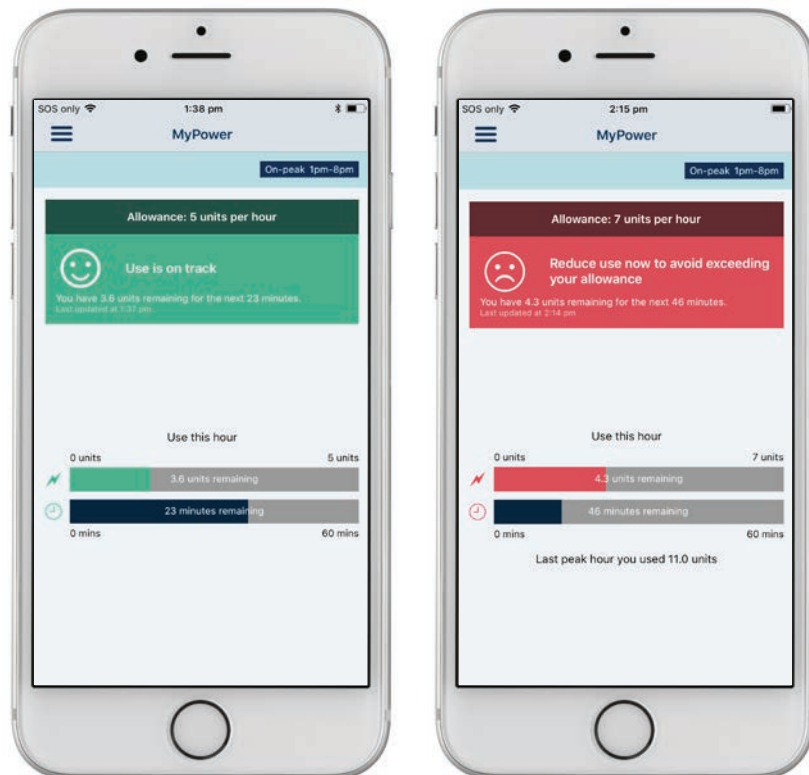 SOS only 1:38 pm
MyPower
On-peak 1pm-8pm
Allowance: 5 units per hour
Use is on track
You have 3.6 units remaining for the next 23 minutes.
Last updated at 1:37 pm
Use this hour
0 units 5 units
3.6 units remaining
23 minutes remaining
0 mins 60 mins
SOS only 2:15 pm
MyPower
On-peak 1pm-8pm
Allowance: 7 units per hour
Reduce use now to avoid exceeding
your allowance
You have 4.3 units remaining for the next 46 minutes.
Last updated at 2:14 pm
Use this hour
0 units 7 units
4.3 units remaining
46 minutes remaining
0 mins 60 mins
Last peak hour you used 11.0 units